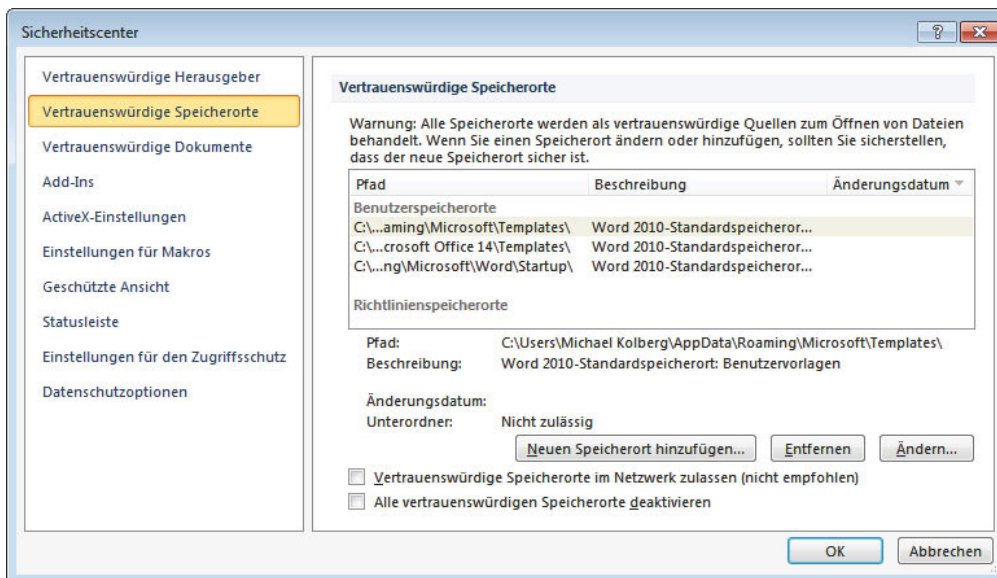 Sicherheitscenter
Vertrauenswürdige Herausgeber
Vertrauenswürdige Speicherorte
Vertrauenswürdige Dokumente
Add-Ins
ActiveX-Einstellungen
Einstellungen für Makros
Geschützte Ansicht
Statusleiste
Einstellungen für den Zugriffsschutz
Datenschutzoptionen
Vertrauenswürdige Speicherorte
Warnung: Alle Speicherorte werden als vertrauenswürdige Quellen zum Öffnen von Dateien
behandelt. Wenn Sie einen Speicherort ändern oder hinzufügen, sollten Sie sicherstellen,
dass der neue Speicherort sicher ist.
Pfad Beschreibung Änderungsdatum
Benutzerspeicherorte
C:\...aming\Microsoft\Templates\ Word 2010-Standardspeicheror...
C:\...crosoft Office 14\Templates\ Word 2010-Standardspeicheror...
C:\...ng\Microsoft\Word\Startup\ Word 2010-Standardspeicheror...
Richtlinienspeicherorte
Pfad: C:\Users\Michael Kolberg\AppData\Roaming\Microsoft\Templates\
Beschreibung: Word 2010-Standardspeicherort: Benutzervorlagen
Änderungsdatum:
Unterordner: Nicht zulässig
Neuen Speicherort hinzufügen... Entfernen Ändern...
Vertrauenswürdige Speicherorte im Netzwerk zulassen (nicht empfohlen)
Alle vertrauenswürdigen Speicherorte deaktivieren
OK Abbrechen